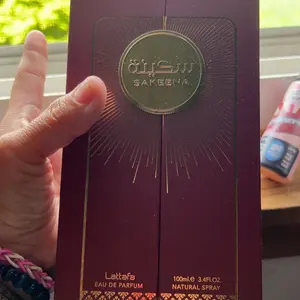 سكينة
SAKEENA
Lattafa
EAU DE PARFUM
100ml.℮ 3.4FL.OZ.
NATURAL SPRAY